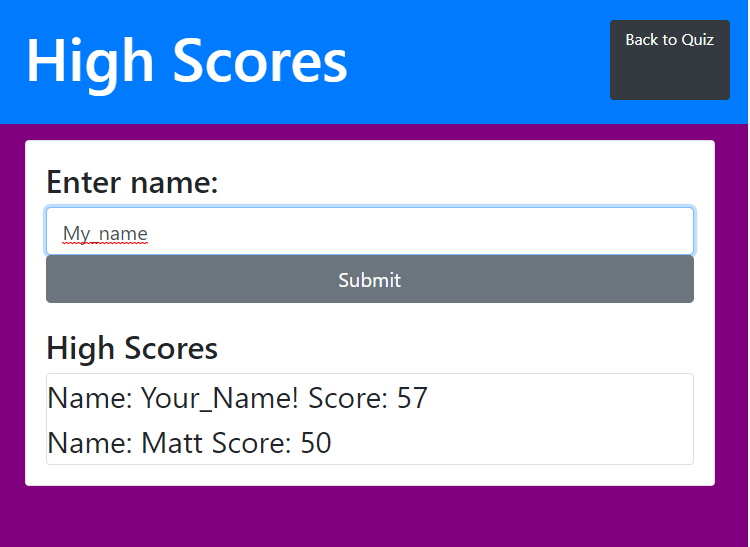 High Scores
Back to Quiz
Enter name:
My_name
Submit
High Scores
Name: Your_Name! Score: 57
Name: Matt Score: 50